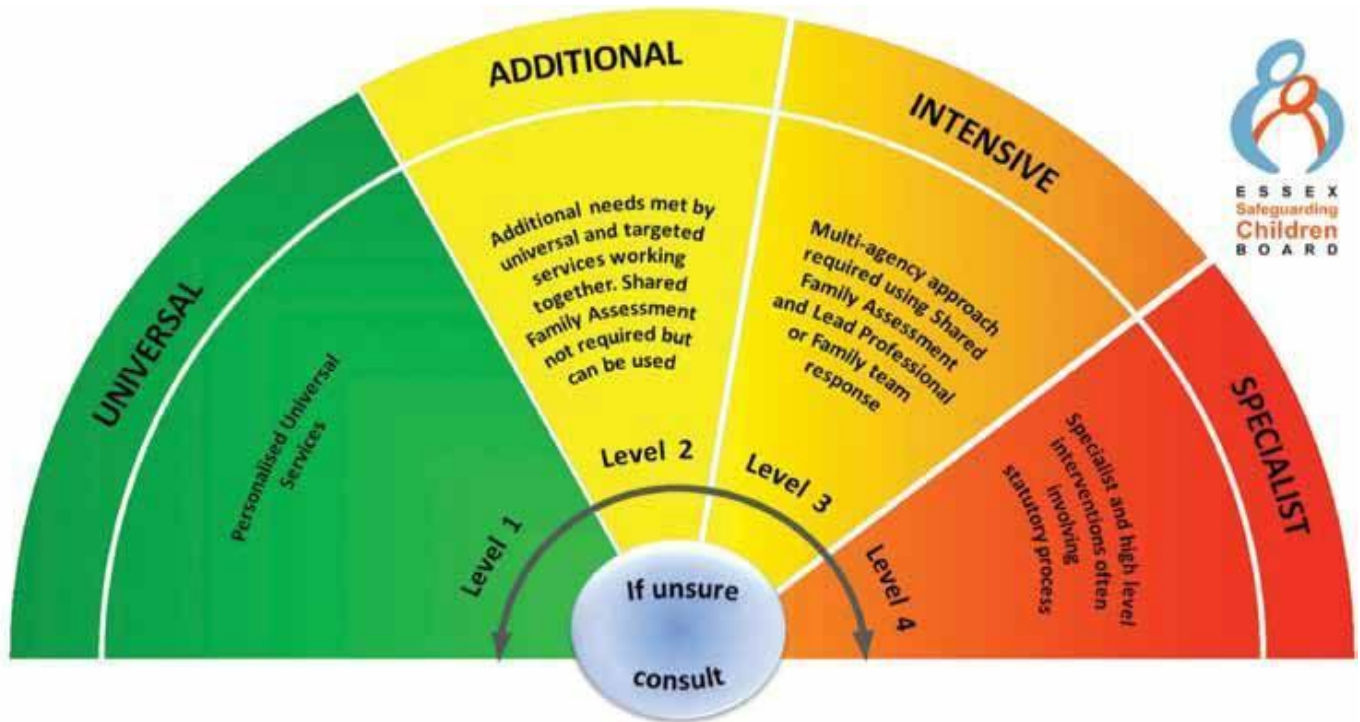 UNIVERSAL
Personalised Universal
Services
Level 1
ADDITIONAL
Additional needs met by
universal and targeted
services working
together. Shared
Family Assessment
not required but
can be used
Level 2
INTENSIVE
Multi-agency approach
required using Shared
Family Assessment
and Lead Professional
or Family team
response
Level 3
SPECIALIST
Specialist and high level
interventions often
involving
statutory process
Level 4
If unsure
consult
ESSEX
Safeguarding
Children
BOARD